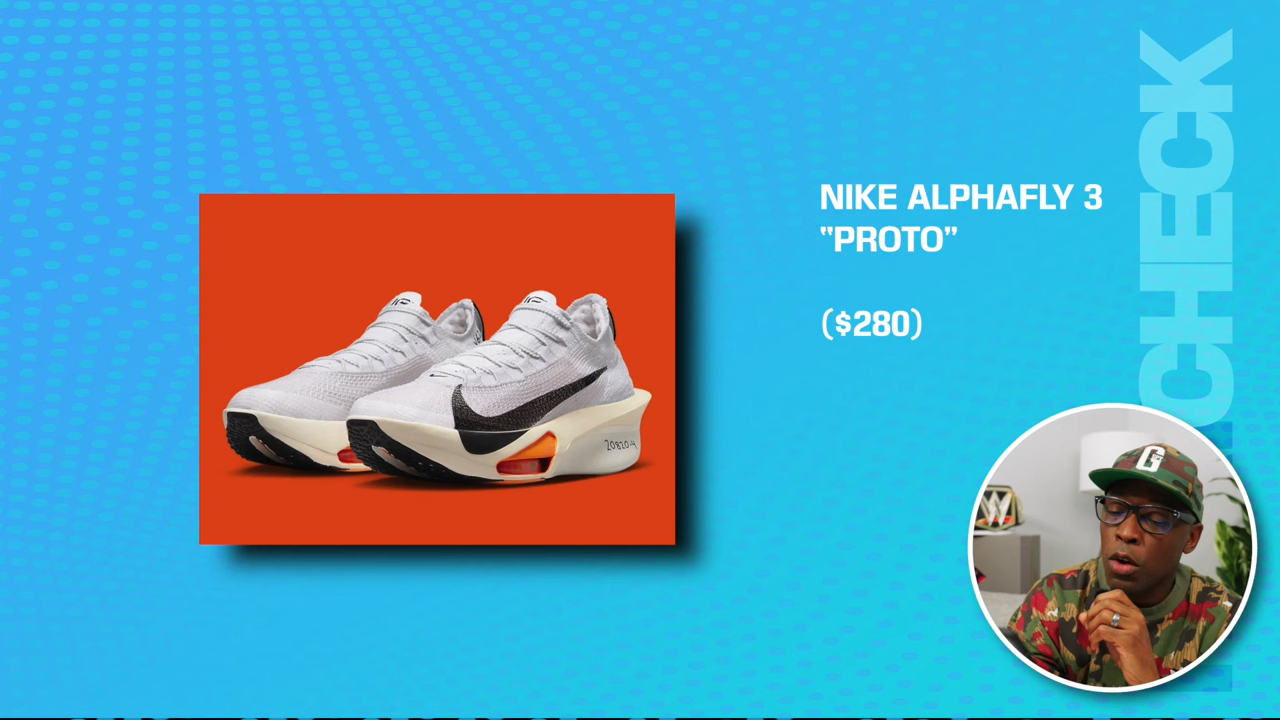 NIKE ALPHAFLY 3
“PROTO”
($280)
CHECK
G
W